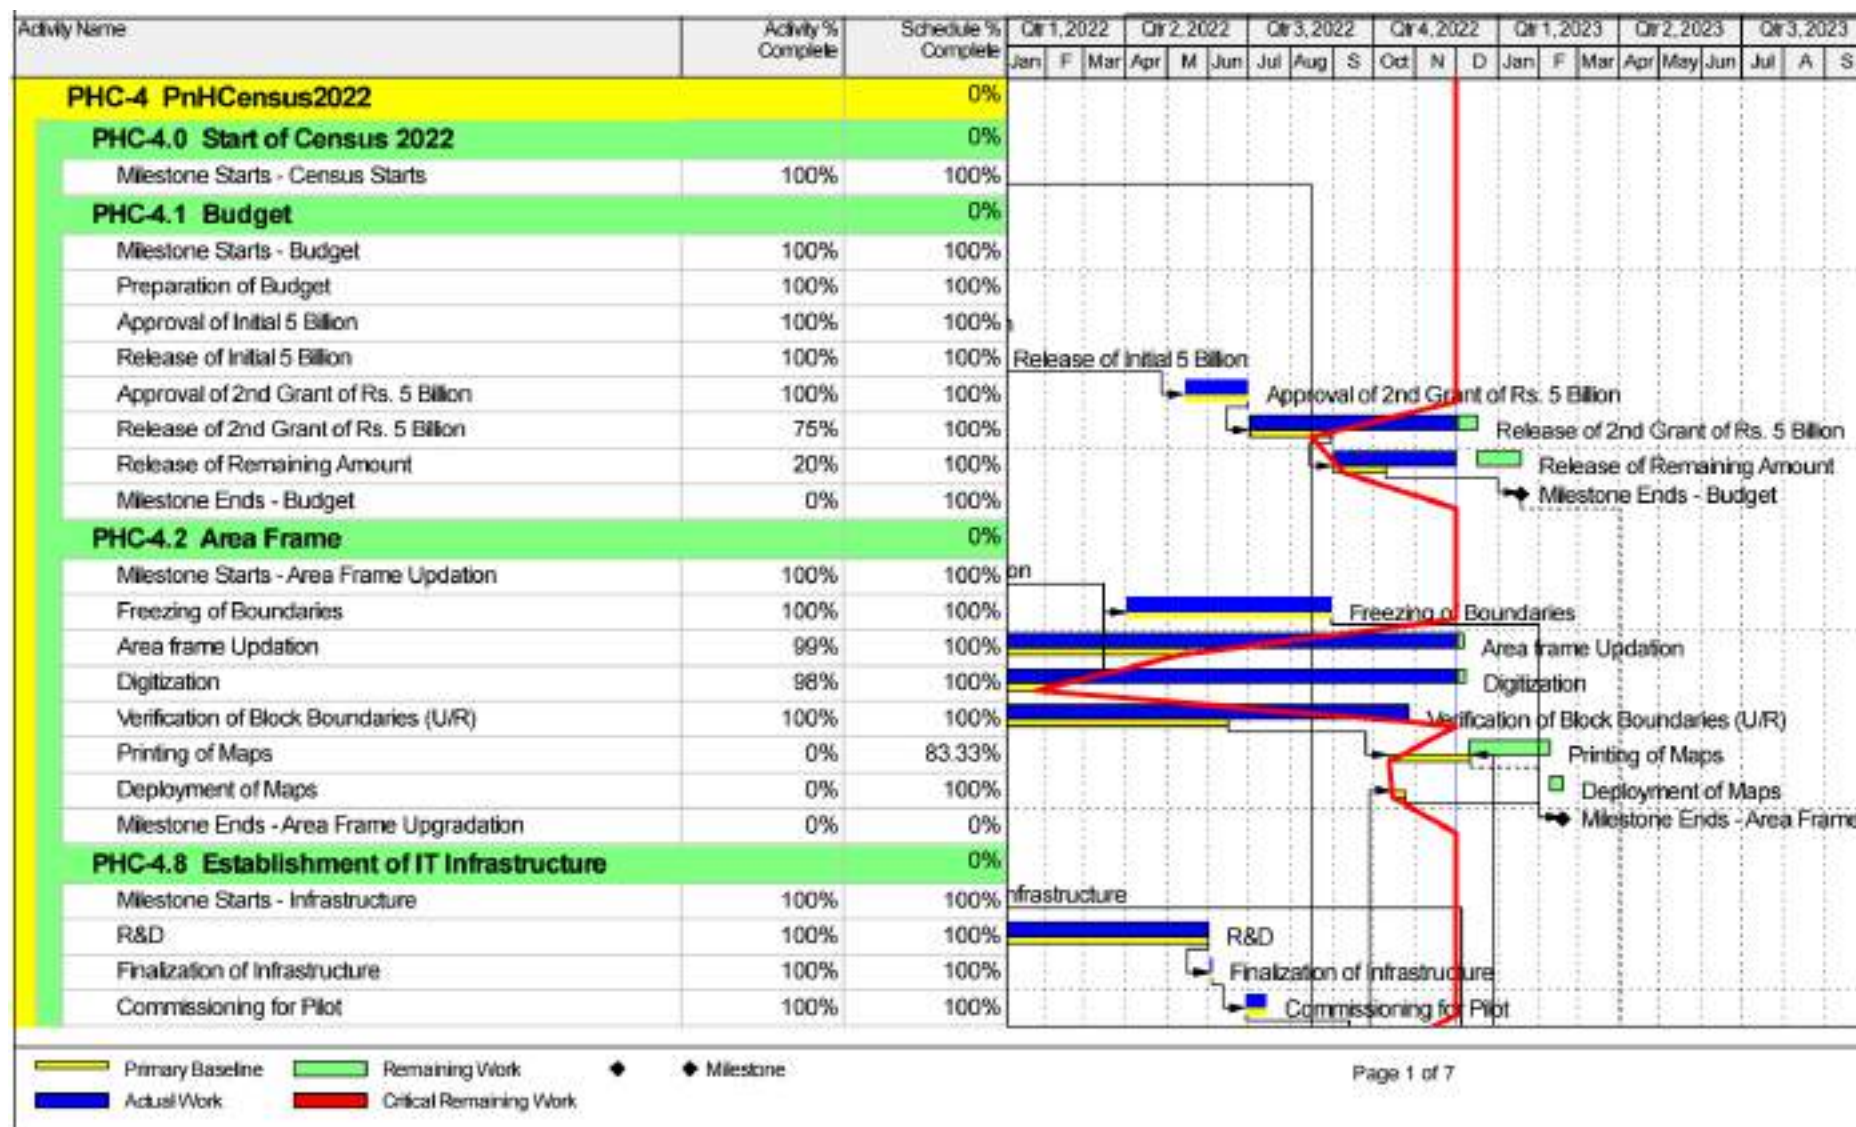 Activity Name Activity % Complete Schedule % Complete Qtr 1, 2022 Qtr 2, 2022 Qtr 3, 2022 Qtr 4, 2022 Qtr 1, 2023 Qtr 2, 2023 Qtr 3, 2023
Jan F Mar Apr M Jun Jul Aug S Oct N D Jan F Mar Apr May Jun Jul A S
PHC-4 PnHCensus2022 0%
PHC-4.0 Start of Census 2022 0%
Milestone Starts - Census Starts 100% 100%
PHC-4.1 Budget 0%
Milestone Starts - Budget 100% 100%
Preparation of Budget 100% 100%
Approval of Initial 5 Billion 100% 100%
Release of Initial 5 Billion 100% 100% Release of Initial 5 Billion
Approval of 2nd Grant of Rs. 5 Billion 100% 100% Approval of 2nd Grant of Rs. 5 Billion
Release of 2nd Grant of Rs. 5 Billion 75% 100% Release of 2nd Grant of Rs. 5 Billion
Release of Remaining Amount 20% 100% Release of Remaining Amount
Milestone Ends - Budget 0% 100% Milestone Ends - Budget
PHC-4.2 Area Frame 0%
Milestone Starts - Area Frame Updation 100% 100% on
Freezing of Boundaries 100% 100% Freezing of Boundaries
Area frame Updation 99% 100% Area frame Updation
Digitization 98% 100% Digitization
Verification of Block Boundaries (U/R) 100% 100% Verification of Block Boundaries (U/R)
Printing of Maps 0% 83.33% Printing of Maps
Deployment of Maps 0% 100% Deployment of Maps
Milestone Ends - Area Frame Upgradation 0% 0% Milestone Ends - Area Frame
PHC-4.8 Establishment of IT Infrastructure 0%
Milestone Starts - Infrastructure 100% 100% nfrastructure
R&D 100% 100% R&D
Finalization of Infrastructure 100% 100% Finalization of Infrastructure
Commissioning for Pilot 100% 100% Commissioning for Pilot
Primary Baseline Remaining Work Milestone Page 1 of 7
Actual Work Critical Remaining Work